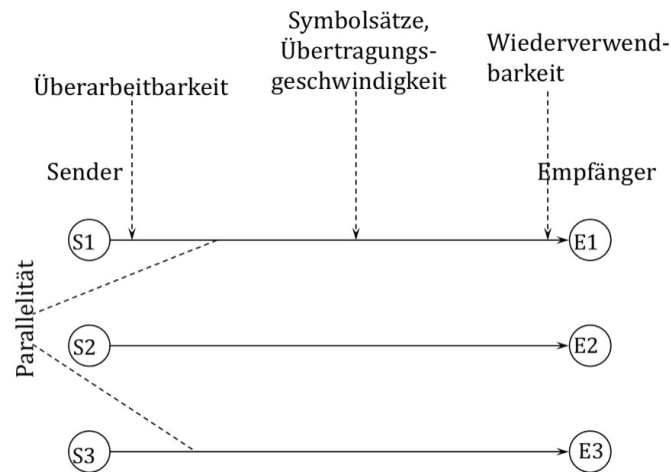 Symbolsätze,
Übertragungs-
geschwindigkeit
Wiederverwend-
barkeit
Überarbeitbarkeit
Sender
Empfänger
S1
E1
Parallelität
S2
E2
S3
E3